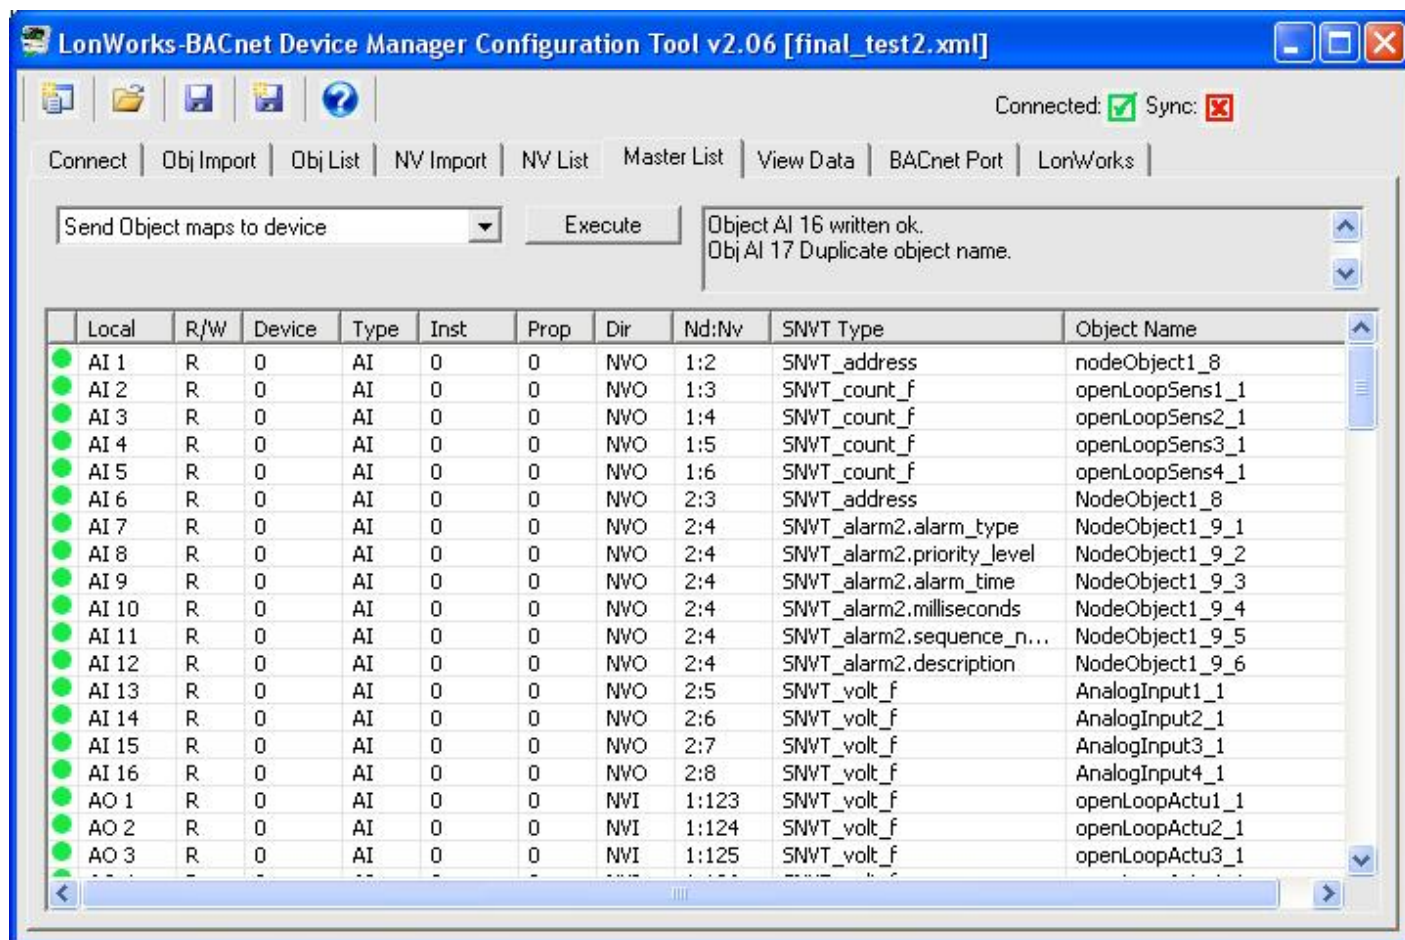 LonWorks-BACnet Device Manager Configuration Tool v2.06 [final_test2.xml]
Connected: Sync:
Connect Obj Import Obj List NV Import NV List Master List View Data BACnet Port LonWorks
Send Object maps to device Execute Object AI 16 written ok.
Obj AI 17 Duplicate object name.
Local R/W Device Type Inst Prop Dir Nd:Nv SNVT Type Object Name
AI 1 R 0 AI 0 0 NVO 1:2 SNVT_address nodeObject1_8
AI 2 R 0 AI 0 0 NVO 1:3 SNVT_count_f openLoopSens1_1
AI 3 R 0 AI 0 0 NVO 1:4 SNVT_count_f openLoopSens2_1
AI 4 R 0 AI 0 0 NVO 1:5 SNVT_count_f openLoopSens3_1
AI 5 R 0 AI 0 0 NVO 1:6 SNVT_count_f openLoopSens4_1
AI 6 R 0 AI 0 0 NVO 2:3 SNVT_address NodeObject1_8
AI 7 R 0 AI 0 0 NVO 2:4 SNVT_alarm2.alarm_type NodeObject1_9_1
AI 8 R 0 AI 0 0 NVO 2:4 SNVT_alarm2.priority_level NodeObject1_9_2
AI 9 R 0 AI 0 0 NVO 2:4 SNVT_alarm2.alarm_time NodeObject1_9_3
AI 10 R 0 AI 0 0 NVO 2:4 SNVT_alarm2.milliseconds NodeObject1_9_4
AI 11 R 0 AI 0 0 NVO 2:4 SNVT_alarm2.sequence_n... NodeObject1_9_5
AI 12 R 0 AI 0 0 NVO 2:4 SNVT_alarm2.description NodeObject1_9_6
AI 13 R 0 AI 0 0 NVO 2:5 SNVT_volt_f AnalogInput1_1
AI 14 R 0 AI 0 0 NVO 2:6 SNVT_volt_f AnalogInput2_1
AI 15 R 0 AI 0 0 NVO 2:7 SNVT_volt_f AnalogInput3_1
AI 16 R 0 AI 0 0 NVO 2:8 SNVT_volt_f AnalogInput4_1
AO 1 R 0 AI 0 0 NVI 1:123 SNVT_volt_f openLoopActu1_1
AO 2 R 0 AI 0 0 NVI 1:124 SNVT_volt_f openLoopActu2_1
AO 3 R 0 AI 0 0 NVI 1:125 SNVT_volt_f openLoopActu3_1